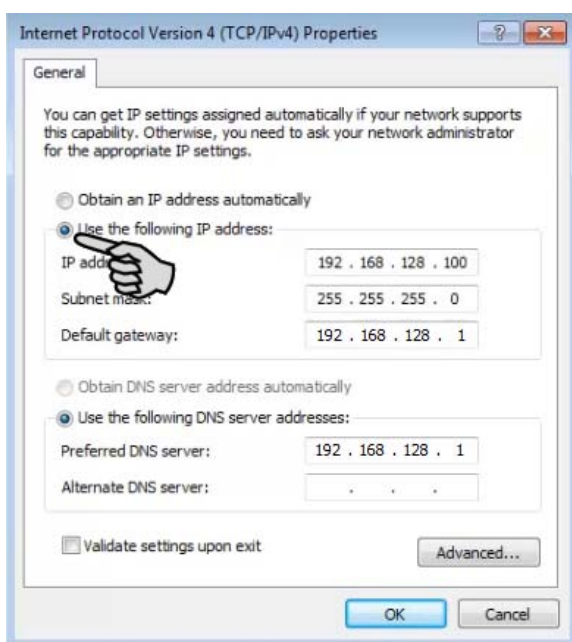 Internet Protocol Version 4 (TCP/IPv4) Properties
General
You can get IP settings assigned automatically if your network supports
this capability. Otherwise, you need to ask your network administrator
for the appropriate IP settings.
Obtain an IP address automatically
Use the following IP address:
IP 192 . 168 . 128 . 100
Subnet mask: 255 . 255 . 255 . 0
Default gateway: 192 . 168 . 128 . 1
Obtain DNS server address automatically
Use the following DNS server addresses:
Preferred DNS server: 192 . 168 . 128 . 1
Alternate DNS server: . . .
Validate settings upon exit
Advanced...
OK Cancel